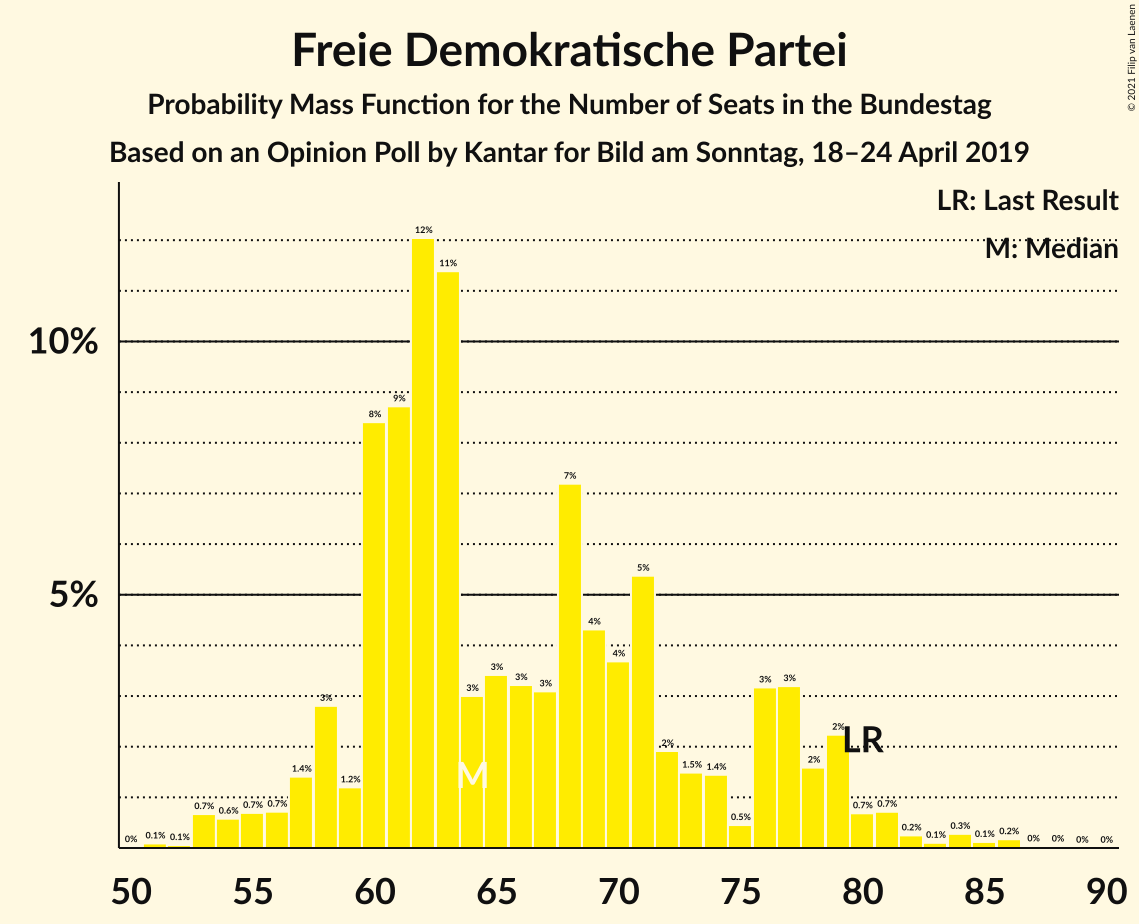 Freie Demokratische Partei
Probability Mass Function for the Number of Seats in the Bundestag
Based on an Opinion Poll by Kantar for Bild am Sonntag, 18–24 April 2019
© 2021 Filip van Laenen
LR: Last Result
M: Median
10%
5%
0% 0.1% 0.1% 0.7% 0.6% 0.7% 0.7% 1.4% 3% 1.2% 8% 9% 12% 11% 3% 3% 3% 3% 7% 4% 4% 5% 2% 1.5% 1.4% 0.5% 3% 3% 2% 2% 0.7% 0.7% 0.2% 0.1% 0.3% 0.1% 0.2% 0% 0% 0% 0%
LR
M
50 55 60 65 70 75 80 85 90